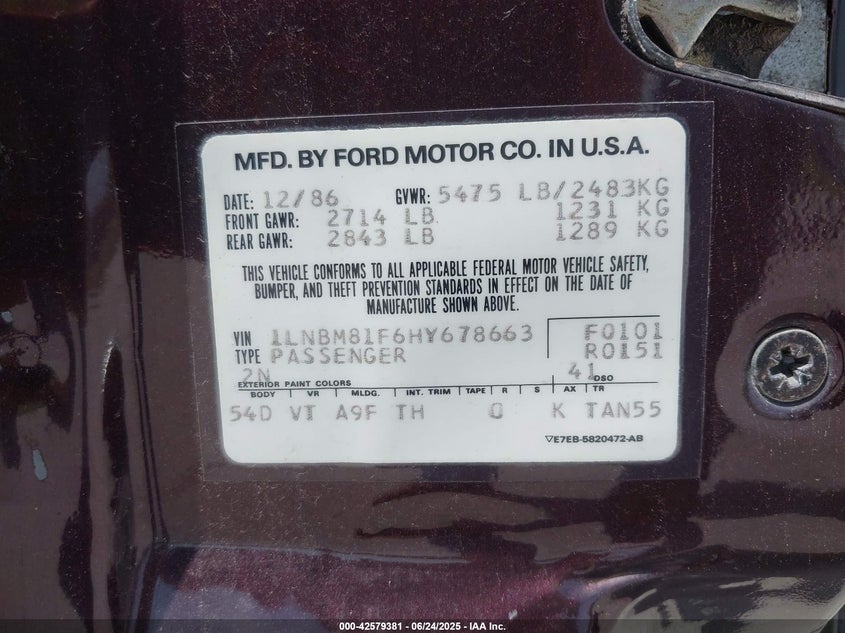 MFD. BY FORD MOTOR CO. IN U.S.A.
DATE: 12/86 GVWR: 5475 LB/2483KG
FRONT GAWR: 2714 LB 1231 KG
REAR GAWR: 2843 LB 1289 KG
THIS VEHICLE CONFORMS TO ALL APPLICABLE FEDERAL MOTOR VEHICLE SAFETY,
BUMPER, AND THEFT PREVENTION STANDARDS IN EFFECT ON THE DATE OF
MANUFACTURE SHOWN ABOVE.
VIN 1LNBM81F6HY678663 F0101
TYPE PASSENGER R0151
2N 41 DSO
EXTERIOR PAINT COLORS
BODY VR MLDG. INT. TRIM TAPE R S AX TR
54D VT A9F TH Q K TAN55
E7EB-5820472-AB
000-42579381 - 06/24/2025 - IAA Inc.